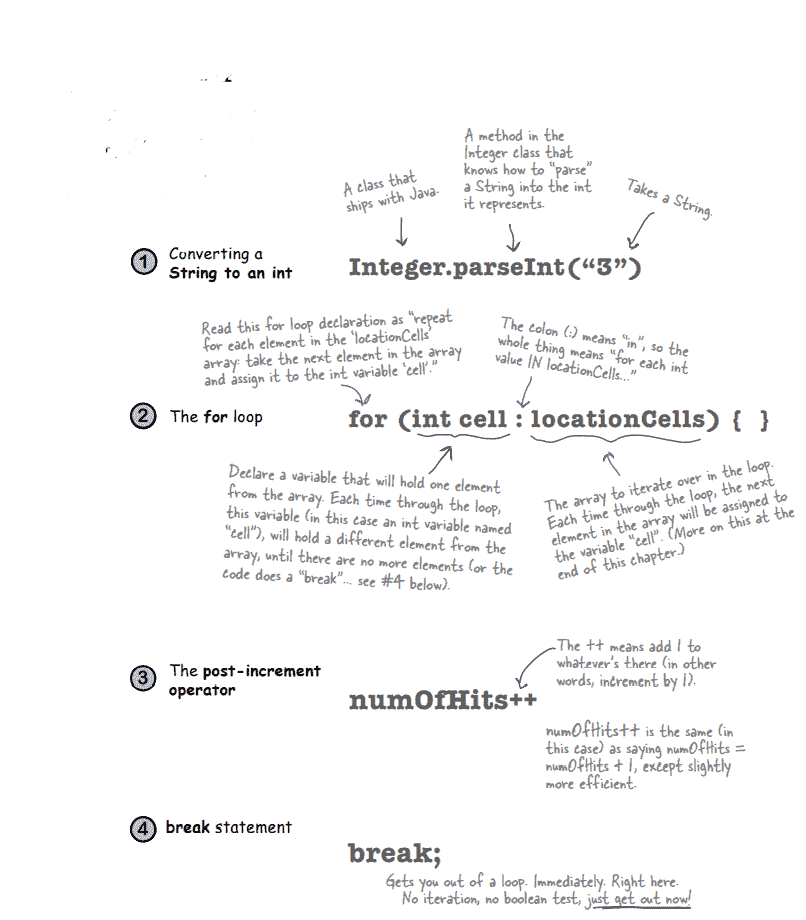 A method in the
Integer class that
knows how to “parse”
a String into the int
it represents.
A class that
ships with Java.
Takes a String.
1
Converting a
String to an int
Integer.parseInt(“3”)
Read this for loop declaration as “repeat
for each element in the ‘locationCells’
array: take the next element in the array
and assign it to the int variable ‘cell’.”
The colon (:) means “in”, so the
whole thing means “for each int
value IN locationCells...”
2
The for loop
for (int cell : locationCells) { }
Declare a variable that will hold one element
from the array. Each time through the loop,
this variable (in this case an int variable named
“cell”), will hold a different element from the
array, until there are no more elements (or the
code does a “break”... see #4 below).
The array to iterate over in the loop.
Each time through the loop, the next
element in the array will be assigned to
the variable “cell”. (More on this at the
end of this chapter.)
3
The post-increment
operator
numOfHits++
The ++ means add 1 to
whatever’s there (in other
words, increment by 1).
numOfHits++ is the same (in
this case) as saying numOfHits =
numOfHits + 1, except slightly
more efficient.
4
break statement
break;
Gets you out of a loop. Immediately. Right here.
No iteration, no boolean test, just get out now!